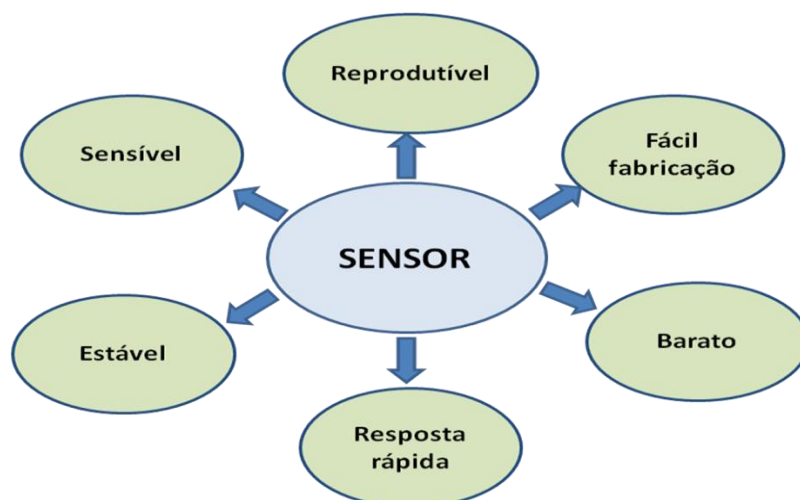 Reprodutível
Sensível
Fácil
fabricação
SENSOR
Estável
Barato
Resposta
rápida